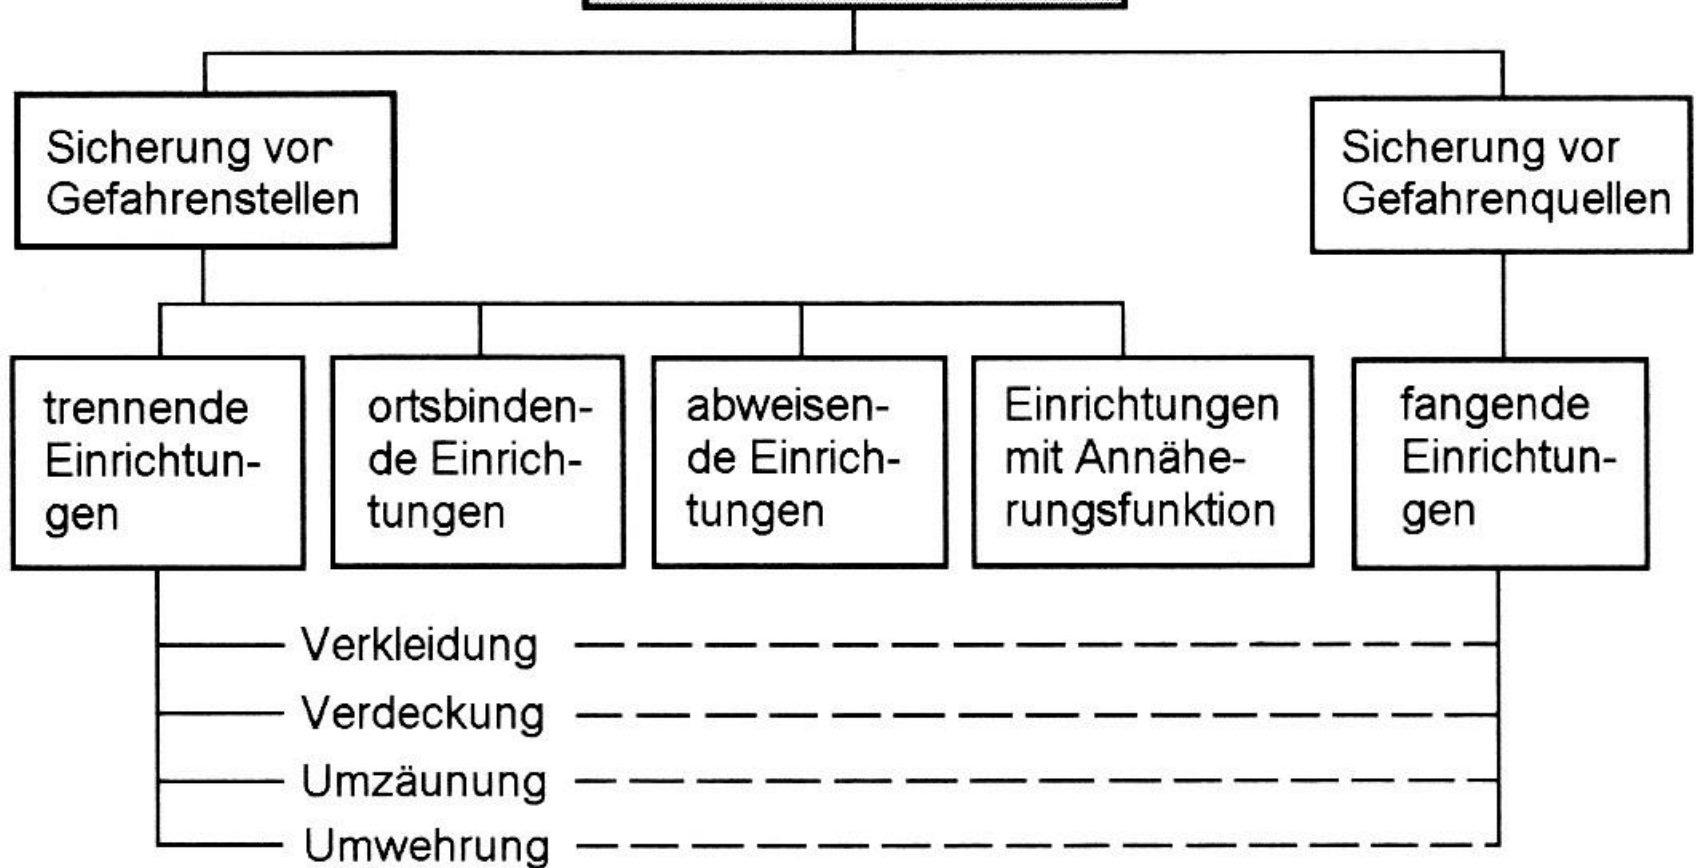 Sicherung vor
Gefahrenstellen
Sicherung vor
Gefahrenquellen
trennende
Einrichtun-
gen
ortsbinden-
de Einrich-
tungen
abweisen-
de Einrich-
tungen
Einrichtungen
mit Annähe-
rungsfunktion
fangende
Einrichtun-
gen
Verkleidung
Verdeckung
Umzäunung
Umwehrung